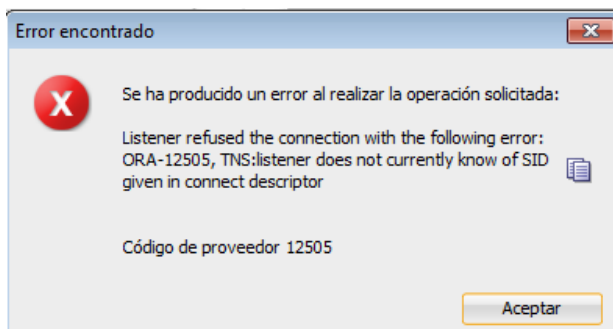 Error encontrado
Se ha producido un error al realizar la operación solicitada:
Listener refused the connection with the following error:
ORA-12505, TNS:listener does not currently know of SID
given in connect descriptor
Código de proveedor 12505
Aceptar